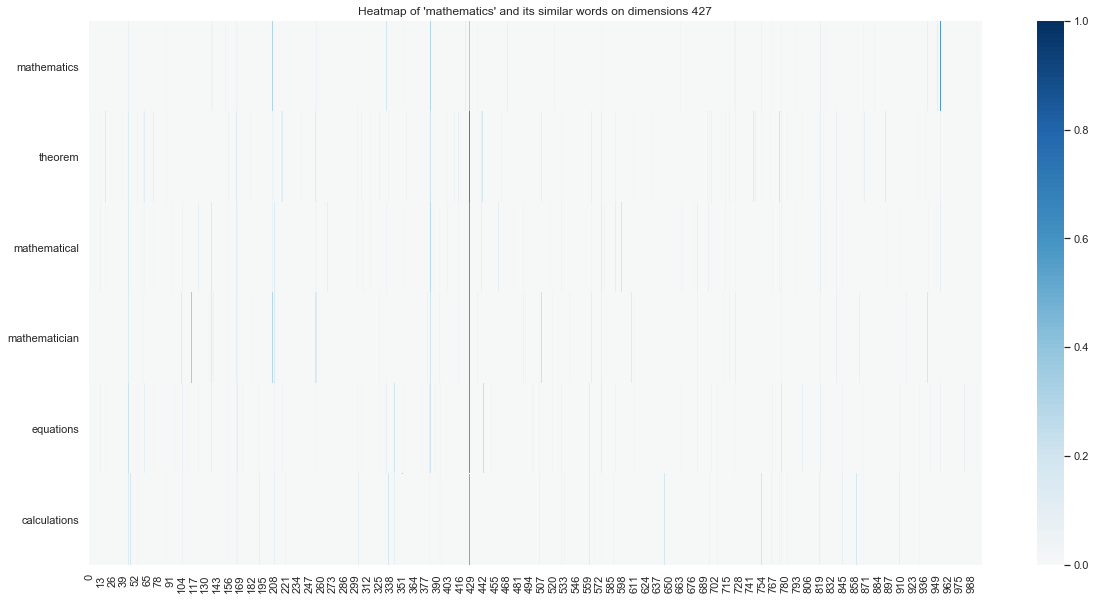 Heatmap of 'mathematics' and its similar words on dimensions 427
mathematics
theorem
mathematical
mathematician
equations
calculations
1.0
0.8
0.6
0.4
0.2
0.0
0 13 26 39 52 65 78 91 104 117 130 143 156 169 182 195 208 221 234 247 260 273 286 299 312 325 338 351 364 377 390 403 416 429 442 455 468 481 494 507 520 533 546 559 572 585 598 611 624 637 650 663 676 689 702 715 728 741 754 767 780 793 806 819 832 845 858 871 884 897 910 923 936 949 962 975 988